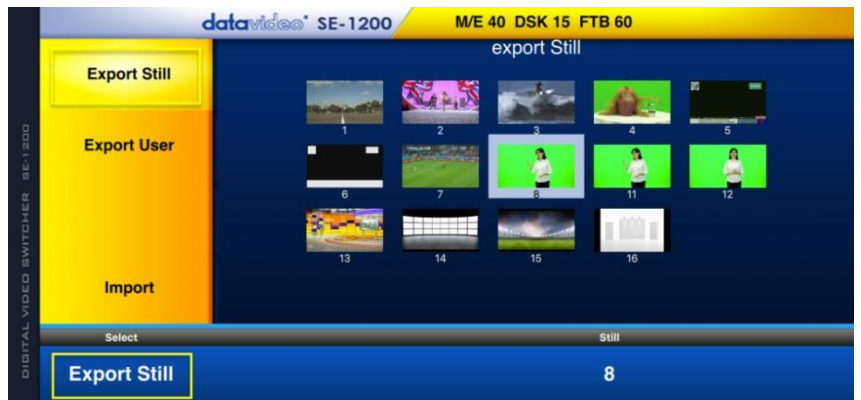 datavideo SE-1200
M/E 40 DSK 15 FTB 60
export Still
Export Still
Export User
Import
1 2 3 4 5
6 7 8 11 12
13 14 15 16
Select Still
Export Still 8
DIGITAL VIDEO SWITCHER SE-1200